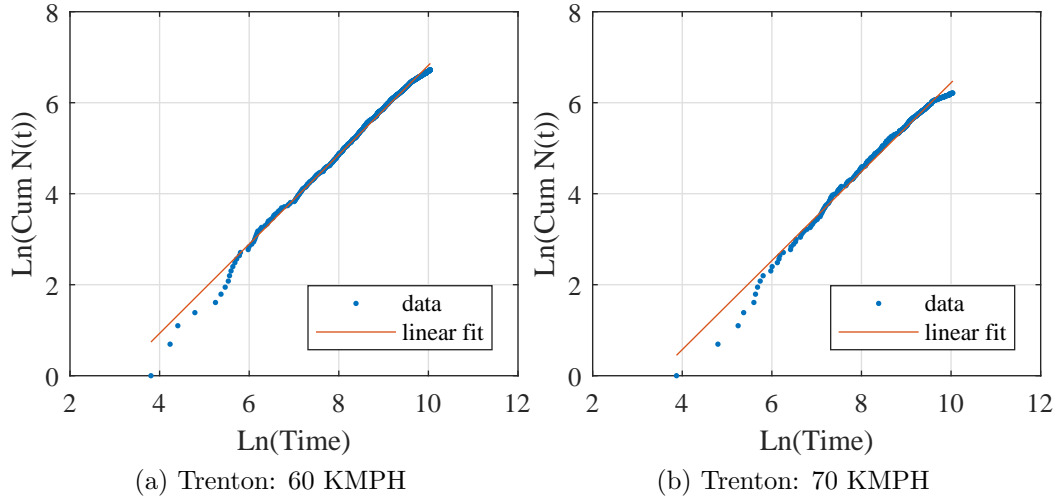 8
6
4
2
0
Ln(Cum N(t))
data
linear fit
2
4
6
8
10
12
Ln(Time)
(a) Trenton: 60 KMPH
8
6
4
2
0
Ln(Cum N(t))
data
linear fit
2
4
6
8
10
12
Ln(Time)
(b) Trenton: 70 KMPH